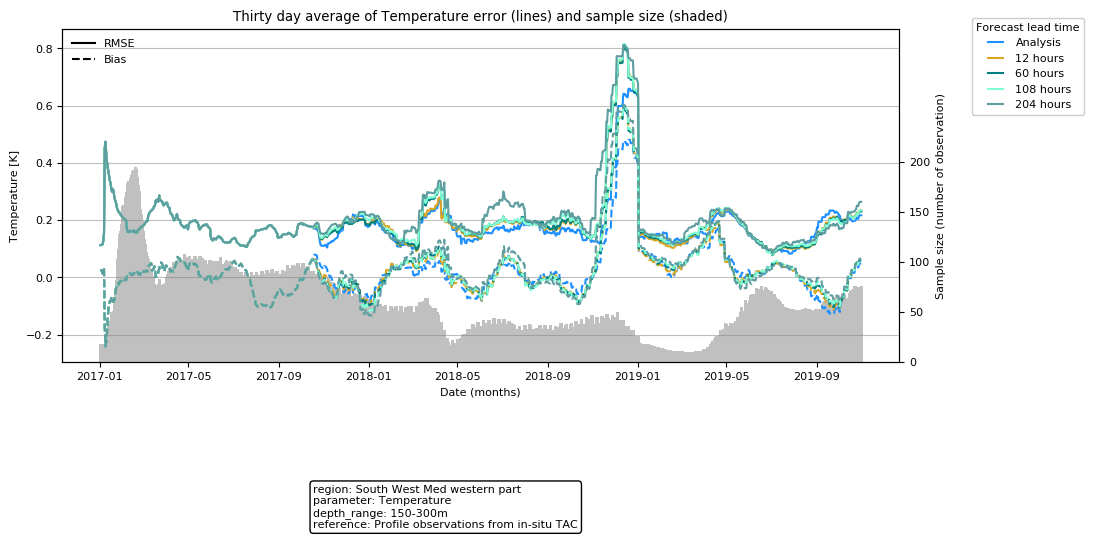 Thirty day average of Temperature error (lines) and sample size (shaded)
Forecast lead time
Analysis
12 hours
60 hours
108 hours
204 hours
RMSE
Bias
Temperature [K]
0.8
0.6
0.4
0.2
0.0
−0.2
Sample size (number of observation)
200
150
100
50
0
2017-01 2017-05 2017-09 2018-01 2018-05 2018-09 2019-01 2019-05 2019-09
Date (months)
region: South West Med western part
parameter: Temperature
depth_range: 150-300m
reference: Profile observations from in-situ TAC